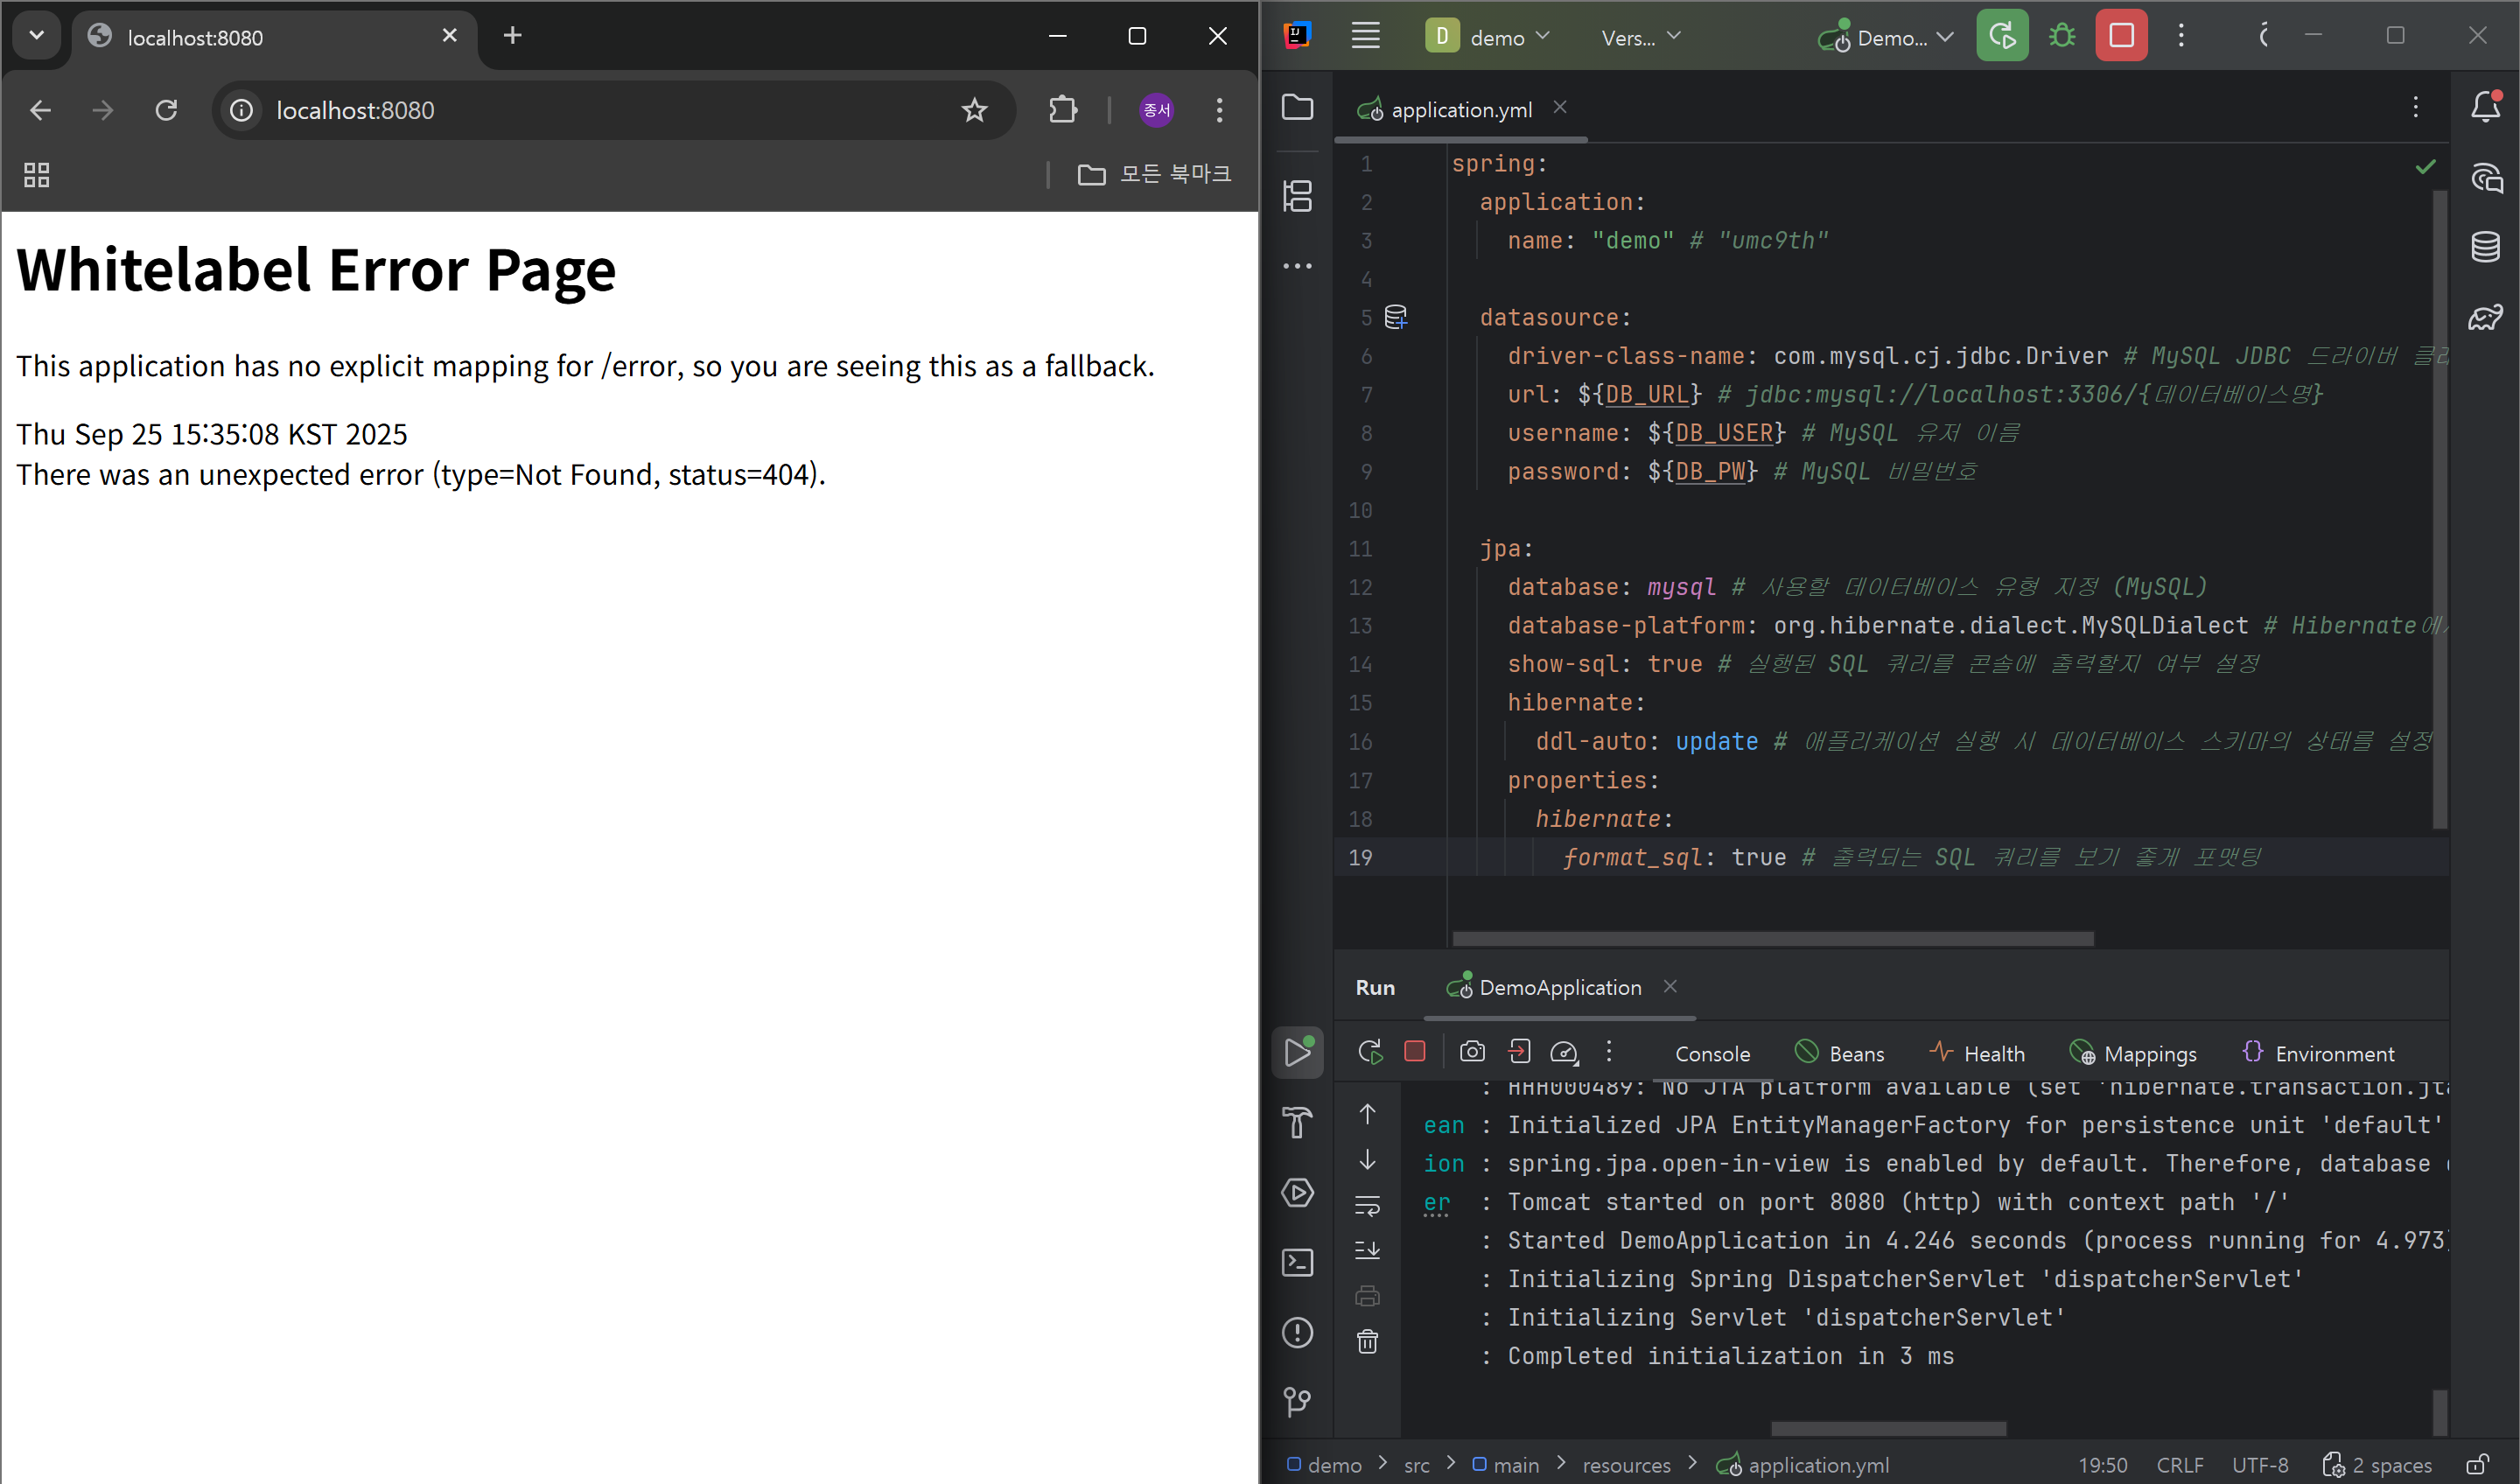 localhost:8080
localhost:8080
종서
모든 북마크
Whitelabel Error Page
This application has no explicit mapping for /error, so you are seeing this as a fallback.
Thu Sep 25 15:35:08 KST 2025
There was an unexpected error (type=Not Found, status=404).
D demo
Vers...
Demo...
application.yml
1 spring:
2 application:
3 name: "demo" # "umc9th"
4
5 datasource:
6 driver-class-name: com.mysql.cj.jdbc.Driver # MySQL JDBC 드라이버
7 url: ${DB_URL} # jdbc:mysql://localhost:3306/{데이터베이스명}
8 username: ${DB_USER} # MySQL 유저 이름
9 password: ${DB_PW} # MySQL 비밀번호
10
11 jpa:
12 database: mysql # 사용할 데이터베이스 유형 지정 (MySQL)
13 database-platform: org.hibernate.dialect.MySQLDialect # Hibernate에
14 show-sql: true # 실행된 SQL 쿼리를 콘솔에 출력할지 여부 설정
15 hibernate:
16 ddl-auto: update # 애플리케이션 실행 시 데이터베이스 스키마의 상태를 설정
17 properties:
18 hibernate:
19 format_sql: true # 출력되는 SQL 쿼리를 보기 좋게 포맷팅
Run
DemoApplication
Console
Beans
Health
Mappings
Environment
: HHH000489: No JTA platform available (set 'hibernate.transaction.jta
ean : Initialized JPA EntityManagerFactory for persistence unit 'default'
ion : spring.jpa.open-in-view is enabled by default. Therefore, database
er : Tomcat started on port 8080 (http) with context path '/'
: Started DemoApplication in 4.246 seconds (process running for 4.973)
: Initializing Spring DispatcherServlet 'dispatcherServlet'
: Initializing Servlet 'dispatcherServlet'
: Completed initialization in 3 ms
demo > src > main > resources > application.yml
19:50
CRLF
UTF-8
2 spaces